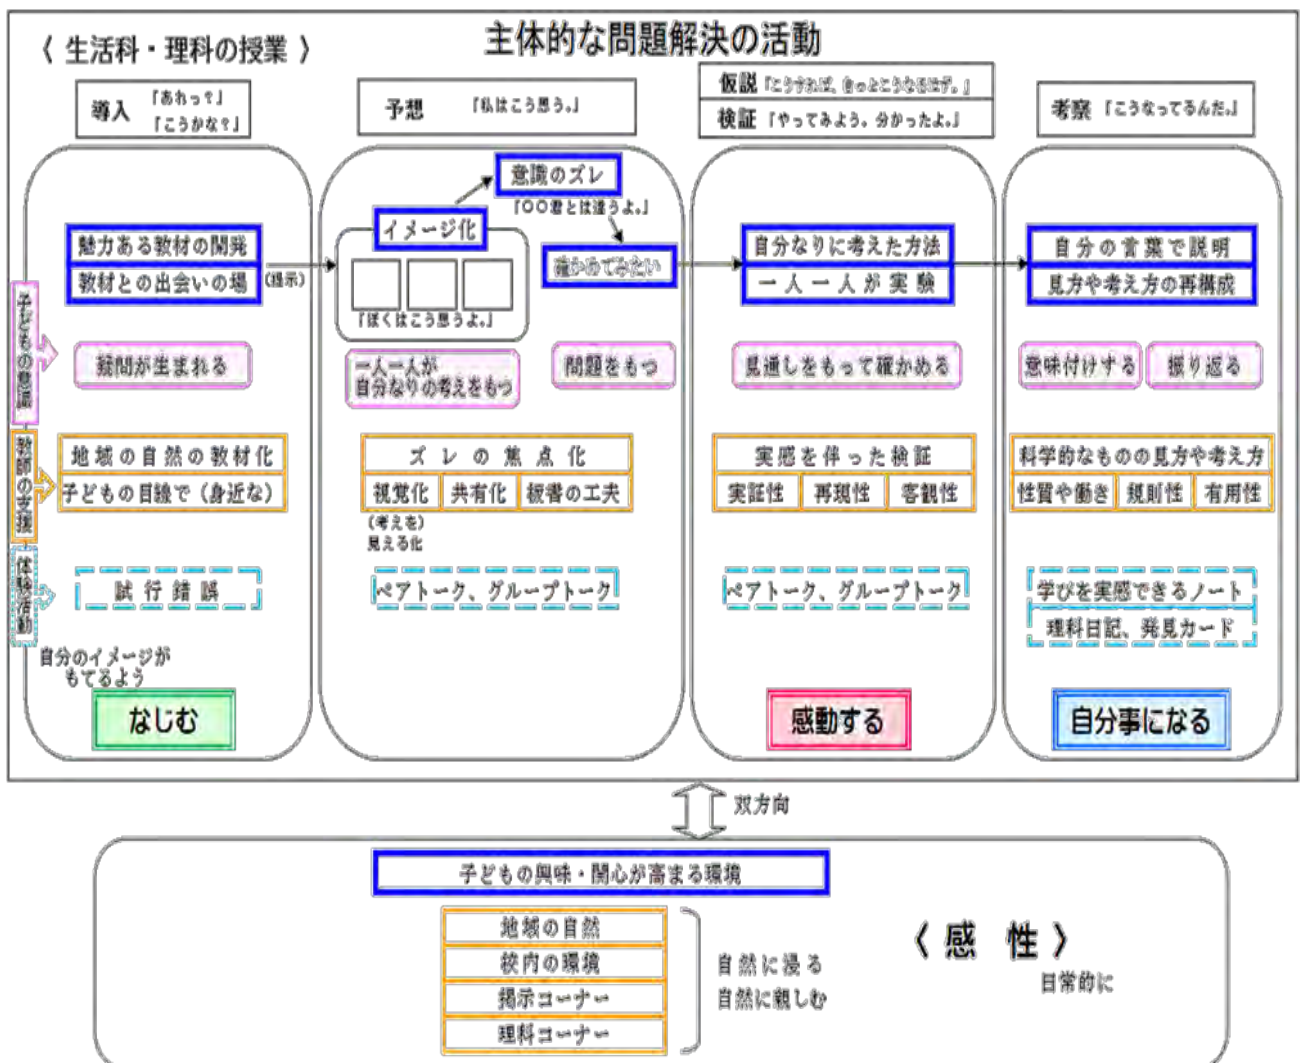 〈 生活科・理科の授業 〉
主体的な問題解決の活動
導入
『あれっ？』
『こうかな？』
予想
『私はこう思う。』
仮説『こうすれば、きっとこうなるはず。』
検証『やってみよう。分かったよ。』
考察『こうなってるんだ。』
魅力ある教材の開発
教材との出会いの場
(提示)
イメージ化
『ぼくはこう思うよ。』
意識のズレ
『○○君とは違うよ。』
確かめてみたい
自分なりに考えた方法
一人一人が実験
自分の言葉で説明
見方や考え方の再構成
子どもの意識
疑問が生まれる
一人一人が
自分なりの考えをもつ
問題をもつ
見通しをもって確かめる
意味付けする
振り返る
教師の支援
地域の自然の教材化
子どもの目線で（身近な）
ズレの焦点化
視覚化
共有化
板書の工夫
(考えを)
見える化
実感を伴った検証
実証性
再現性
客観性
科学的なものの見方や考え方
性質や働き
規則性
有用性
体験活動
試行錯誤
ペアトーク、グループトーク
ペアトーク、グループトーク
学びを実感できるノート
理科日記、発見カード
自分のイメージが
もてるよう
なじむ
感動する
自分事になる
双方向
子どもの興味・関心が高まる環境
地域の自然
校内の環境
掲示コーナー
理科コーナー
自然に浸る
自然に親しむ
〈 感 性 〉
日常的に